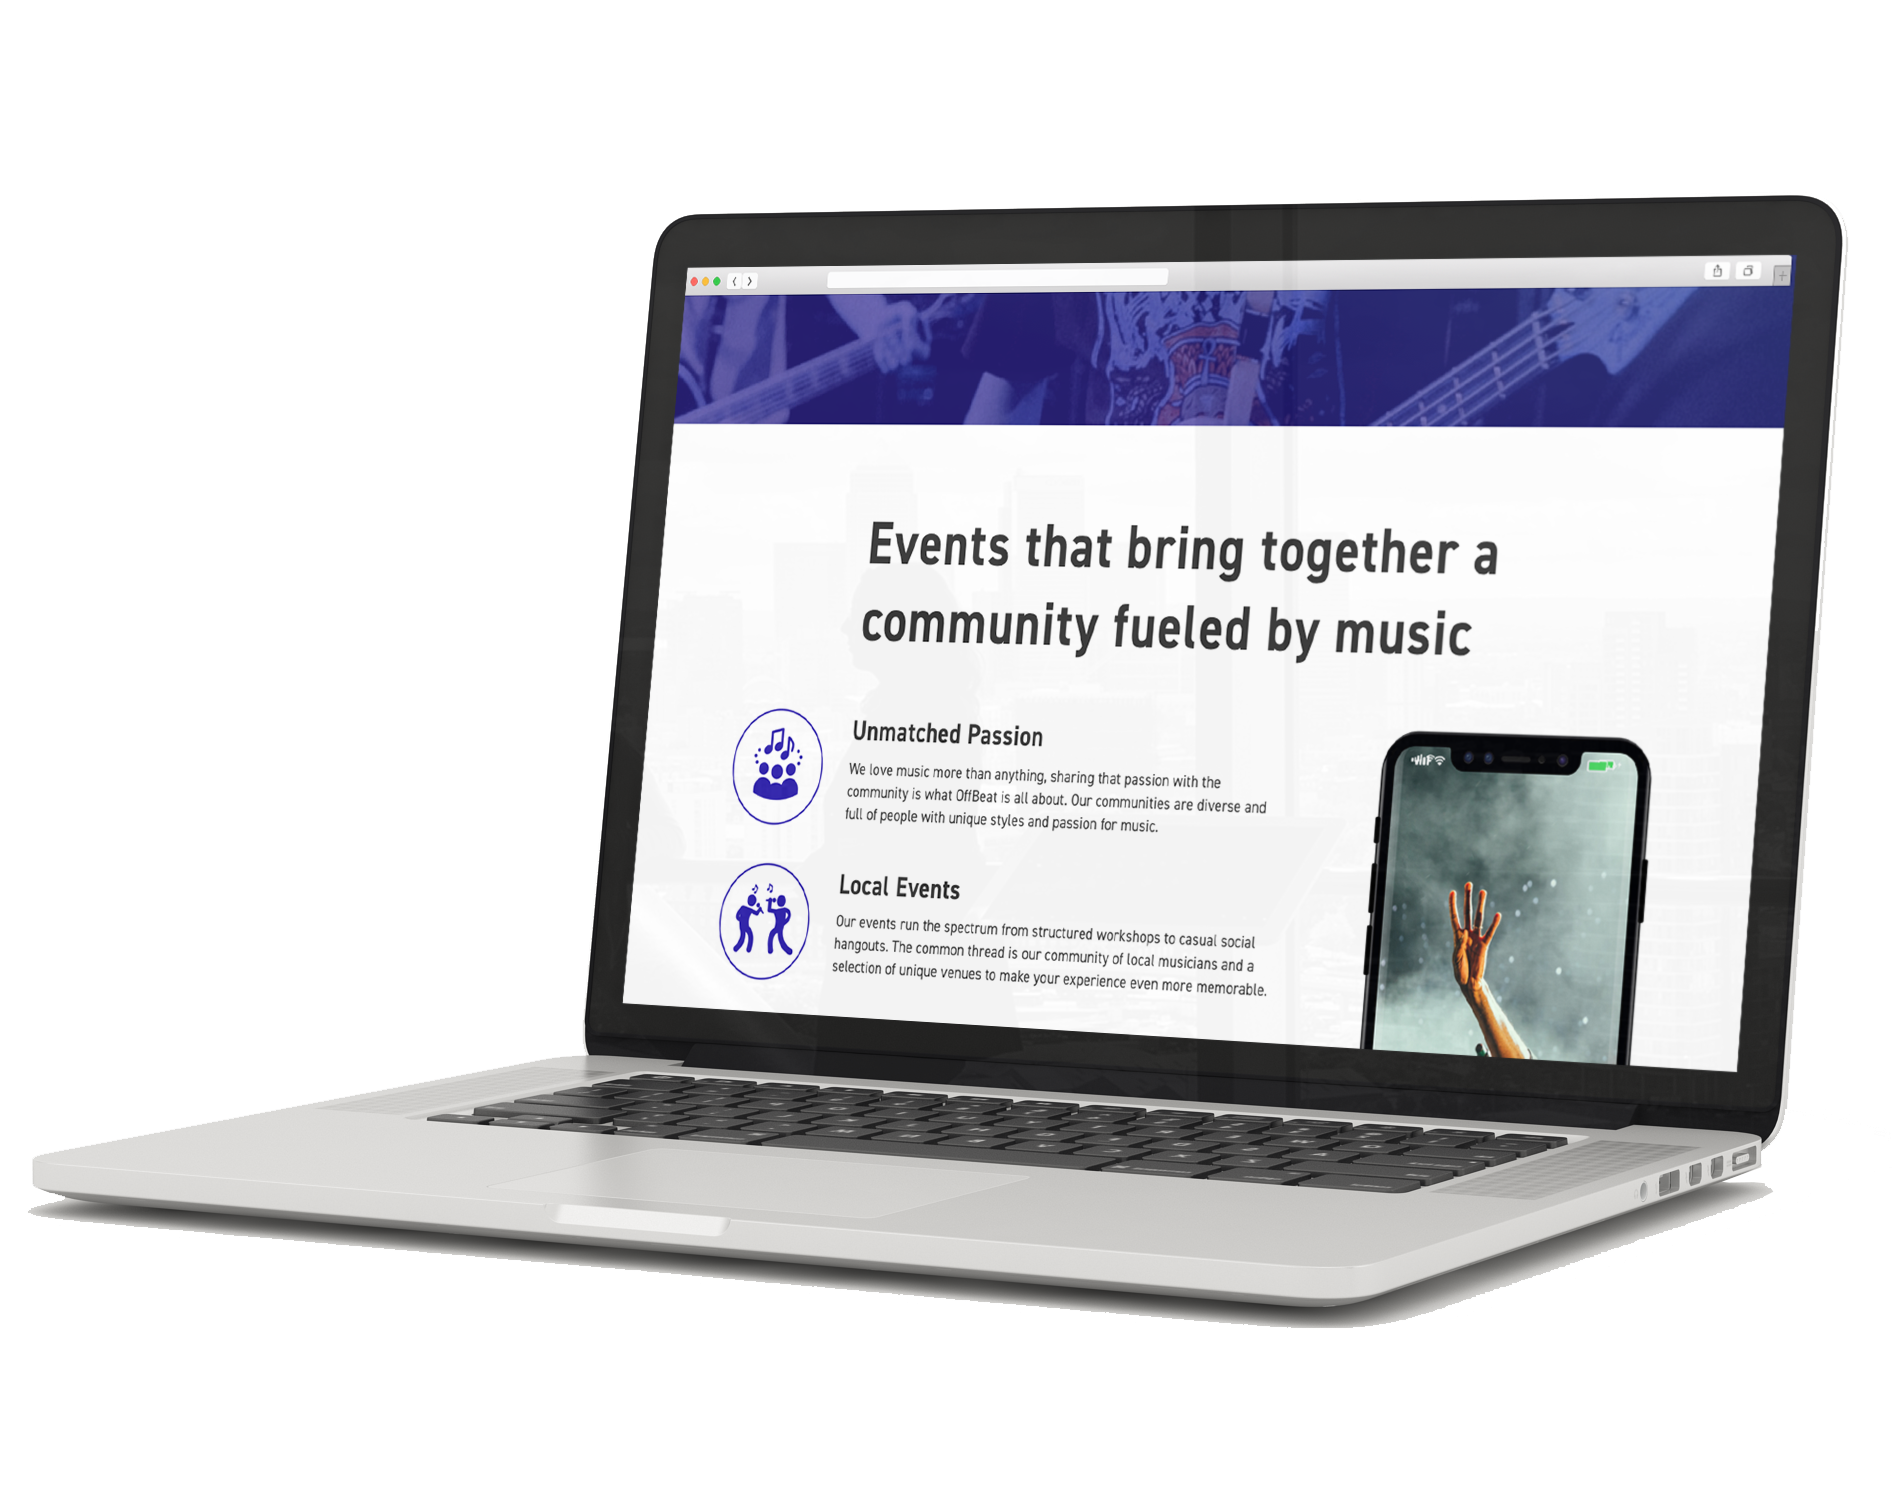 Events that bring together a
community fueled by music
Unmatched Passion
We love music more than anything, sharing that passion with the
community is what OffBeat is all about. Our communities are diverse and
full of people with unique styles and passion for music.
Local Events
Our events run the spectrum from structured workshops to casual social
hangouts. The common thread is our community of local musicians and a
selection of unique venues to make your experience even more memorable.